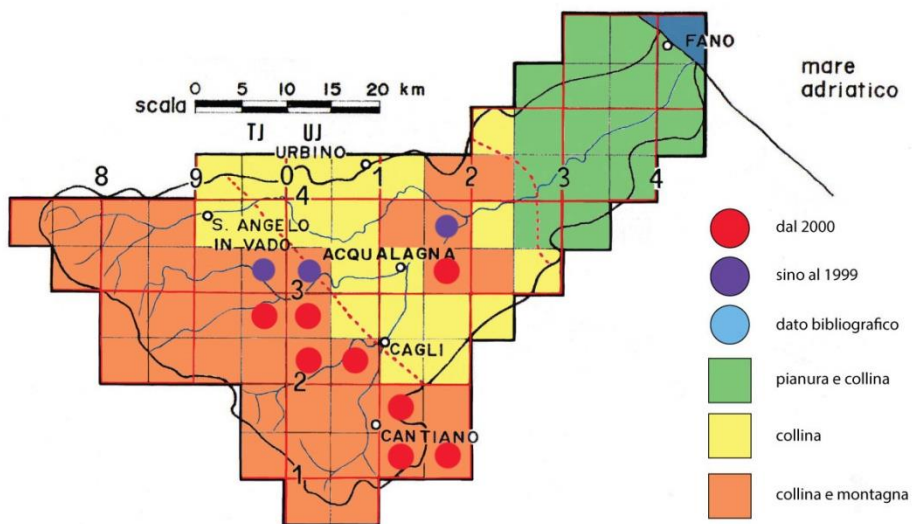 FANO
mare
adriatico
scala
0 5 10 15 20 km
TJ UJ
URBINO
8 9 0 1 2 3 4
4
S. ANGELO
IN VADO
ACQUALAGNA
3
CAGLI
2
CANTIANO
1
dal 2000
sino al 1999
dato bibliografico
pianura e collina
collina
collina e montagna